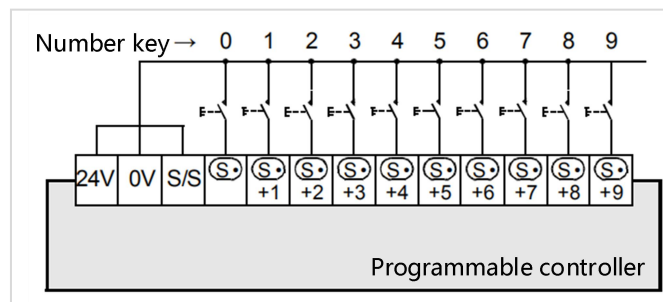 Number key → 0 1 2 3 4 5 6 7 8 9
24V 0V S/S S• S• S• S• S• S• S• S• S• S•
+1 +2 +3 +4 +5 +6 +7 +8 +9
Programmable controller